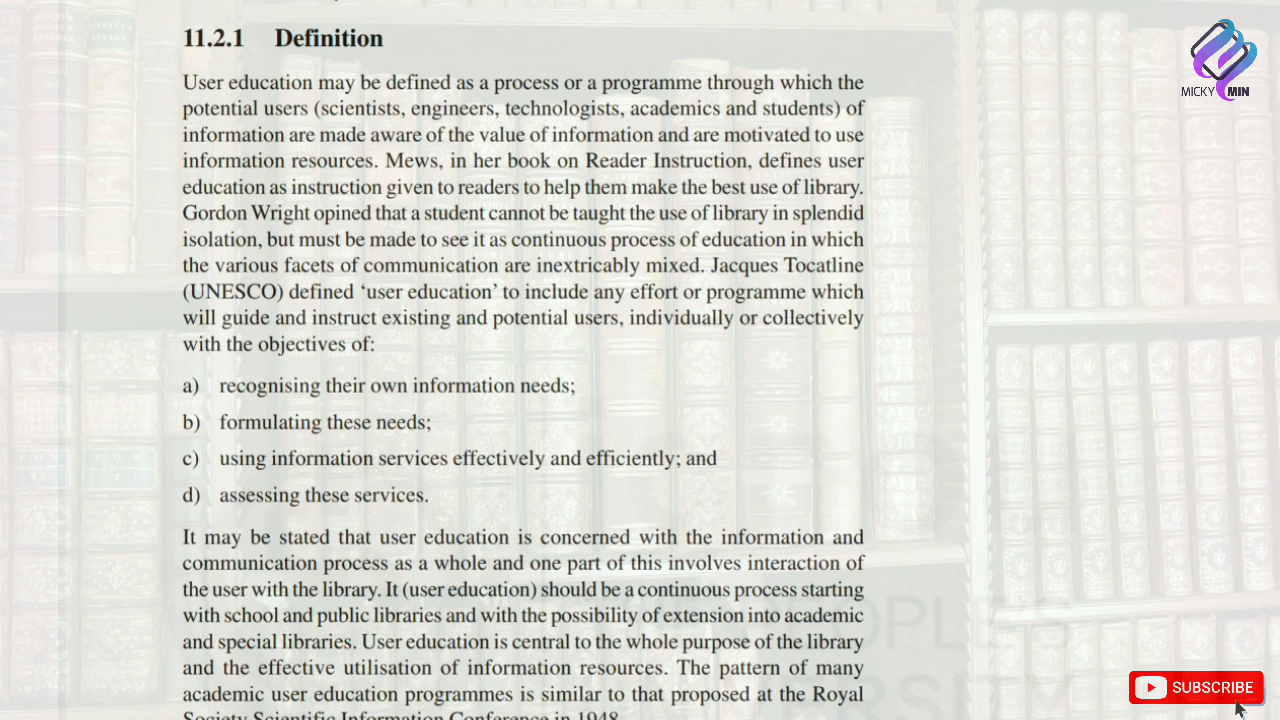 11.2.1 Definition
User education may be defined as a process or a programme through which the
potential users (scientists, engineers, technologists, academics and students) of
information are made aware of the value of information and are motivated to use
information resources. Mews, in her book on Reader Instruction, defines user
education as instruction given to readers to help them make the best use of library.
Gordon Wright opined that a student cannot be taught the use of library in splendid
isolation, but must be made to see it as continuous process of education in which
the various facets of communication are inextricably mixed. Jacques Tocatline
(UNESCO) defined ‘user education’ to include any effort or programme which
will guide and instruct existing and potential users, individually or collectively
with the objectives of:
a) recognising their own information needs;
b) formulating these needs;
c) using information services effectively and efficiently; and
d) assessing these services.
It may be stated that user education is concerned with the information and
communication process as a whole and one part of this involves interaction of
the user with the library. It (user education) should be a continuous process starting
with school and public libraries and with the possibility of extension into academic
and special libraries. User education is central to the whole purpose of the library
and the effective utilisation of information resources. The pattern of many
academic user education programmes is similar to that proposed at the Royal
Society Scientific Information Conference in 1948
MICKY MIN
SUBSCRIBE